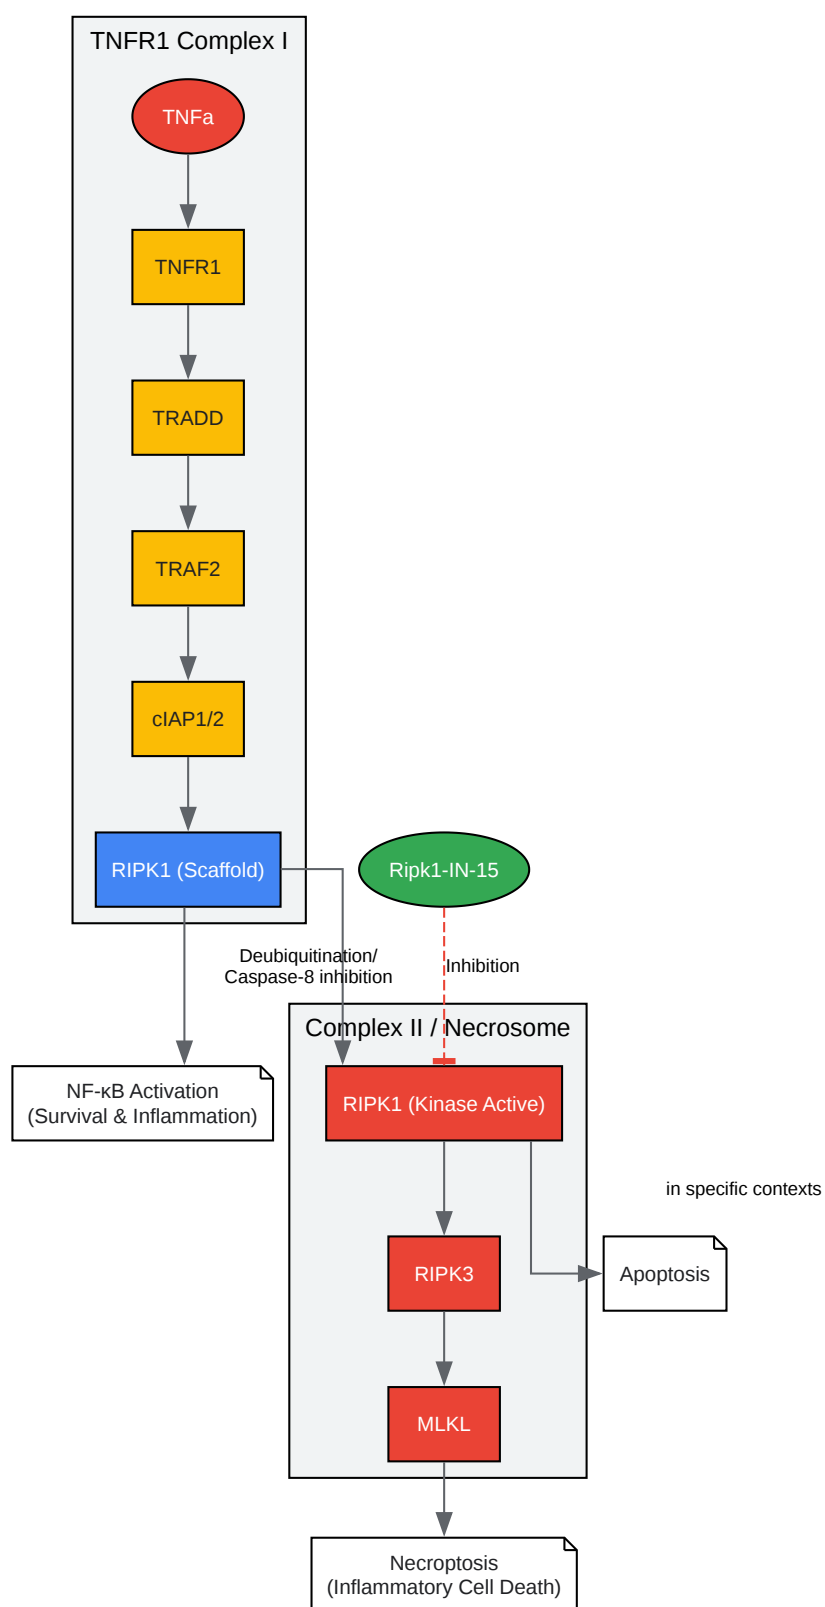 TNFR1 Complex I
TNFa
TNFR1
TRADD
TRAF2
cIAP1/2
RIPK1 (Scaffold)
Ripk1-IN-15
Deubiquitination/
Caspase-8 inhibition
Inhibition
Complex II / Necrosome
NF-κB Activation
(Survival & Inflammation)
RIPK1 (Kinase Active)
in specific contexts
RIPK3
Apoptosis
MLKL
Necroptosis
(Inflammatory Cell Death)